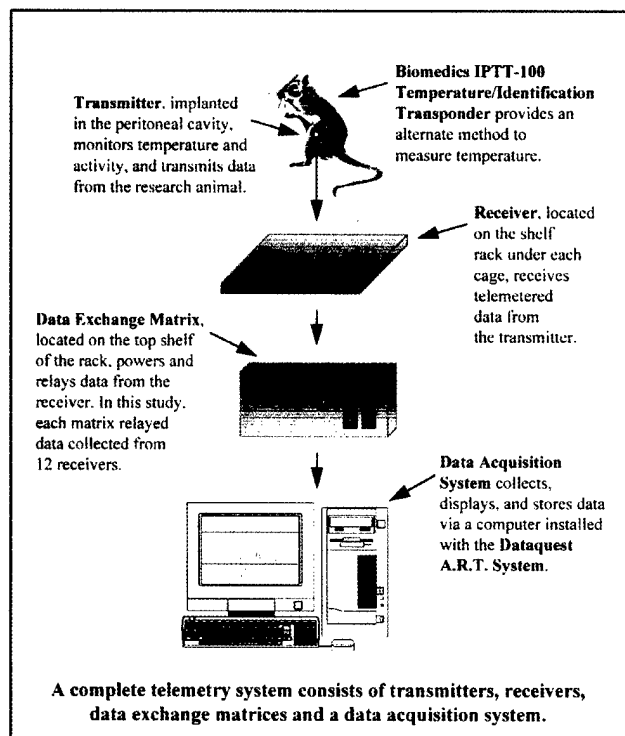 Biomedics IPTT-100
Temperature/Identification
Transponder provides an
alternate method to
measure temperature.
Transmitter, implanted
in the peritoneal cavity,
monitors temperature and
activity, and transmits data
from the research animal.
Receiver, located
on the shelf
rack under each
cage, receives
telemetered
data from
the transmitter.
Data Exchange Matrix,
located on the top shelf
of the rack, powers and
relays data from the
receiver. In this study,
each matrix relayed
data collected from
12 receivers.
Data Acquisition
System collects,
displays, and stores data
via a computer installed
with the Dataquest
A.R.T. System.
A complete telemetry system consists of transmitters, receivers,
data exchange matrices and a data acquisition system.